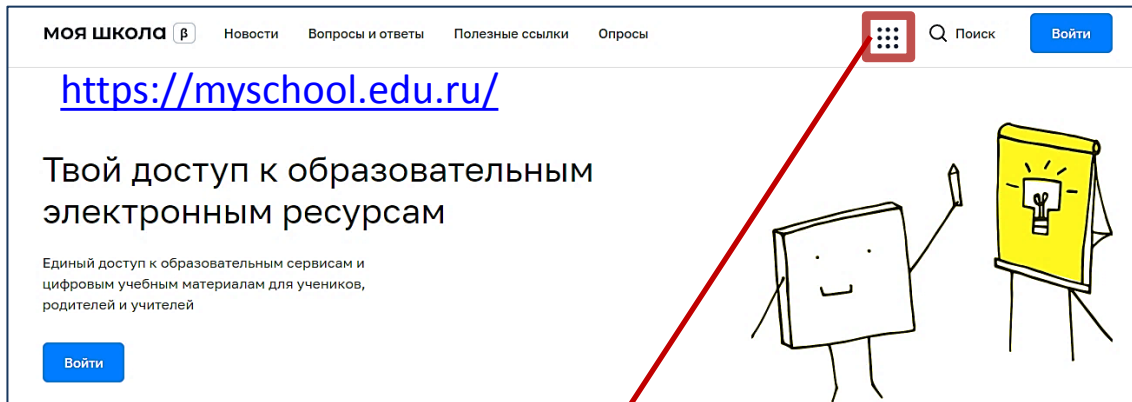 моя школа β Новости Вопросы и ответы Полезные ссылки Опросы Поиск Войти
https://myschool.edu.ru/
Твой доступ к образовательным
электронным ресурсам
Единый доступ к образовательным сервисам и
цифровым учебным материалам для учеников,
родителей и учителей
Войти